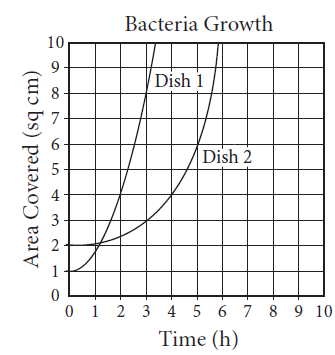 Bacteria Growth
10
9
8
7
6
5
4
3
2
1
0
Area Covered (sq cm)
Dish 1
Dish 2
0 1 2 3 4 5 6 7 8 9 10
Time (h)